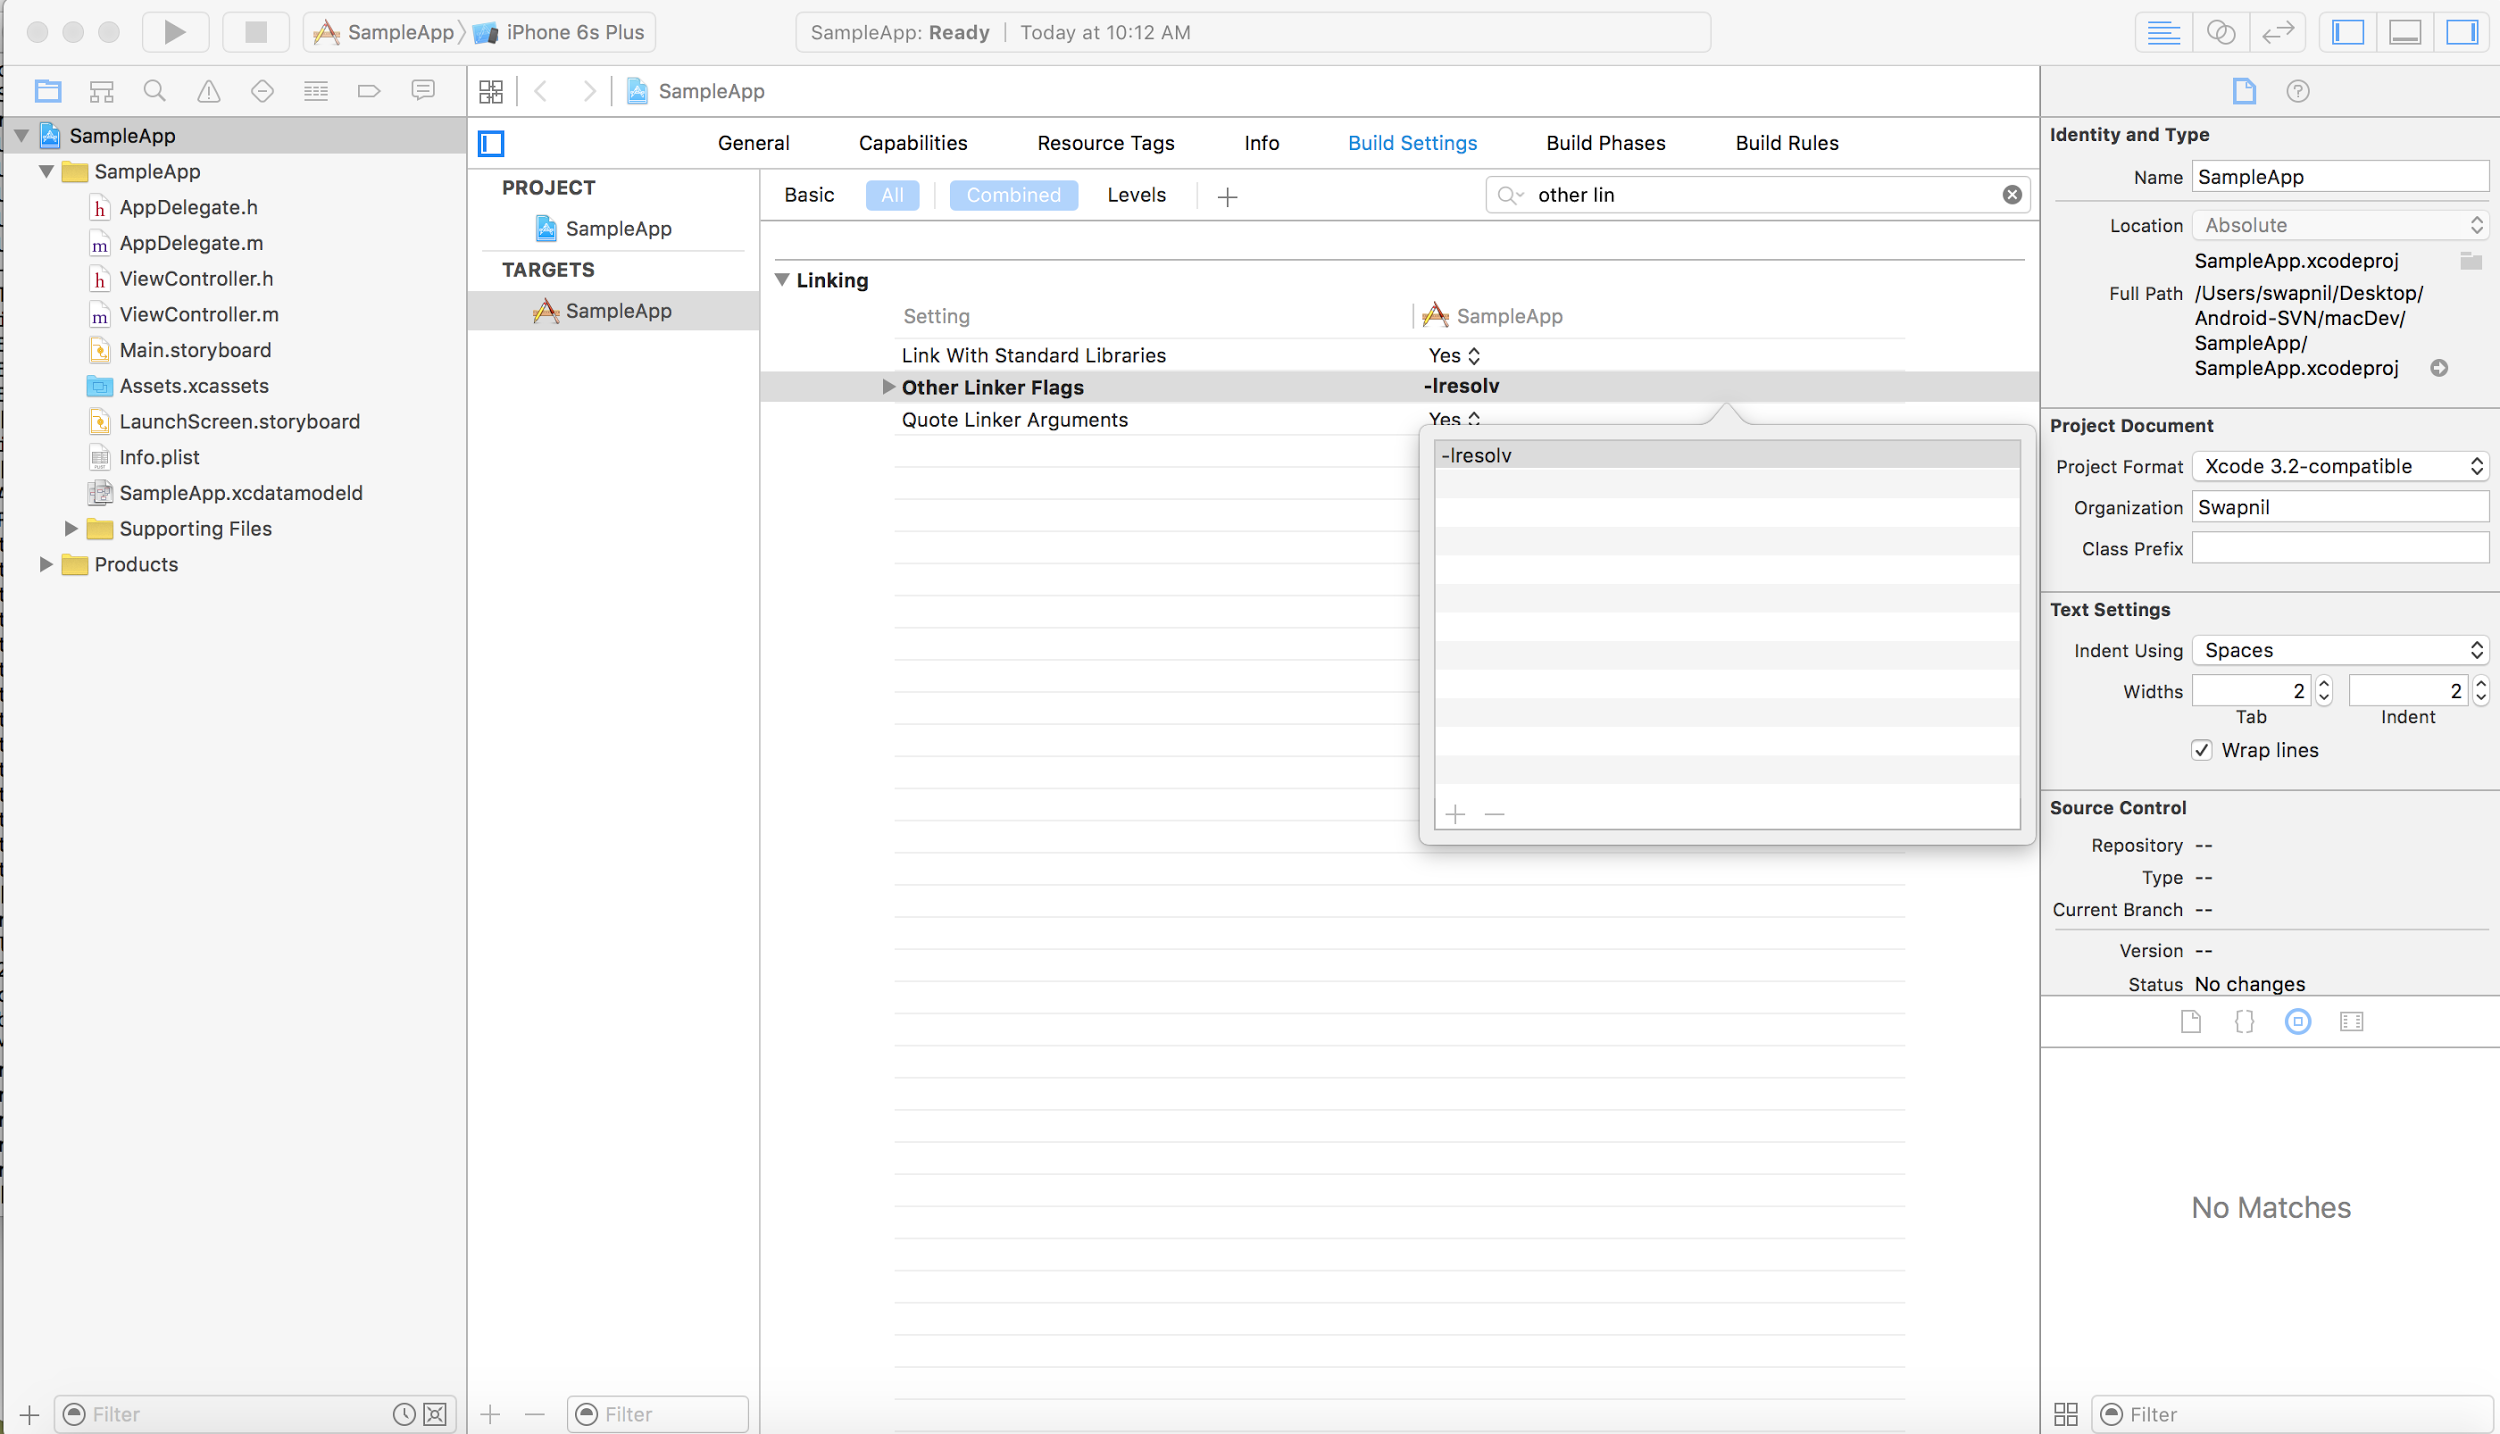 SampleApp iPhone 6s Plus
SampleApp: Ready | Today at 10:12 AM
SampleApp
SampleApp
SampleApp
AppDelegate.h
AppDelegate.m
ViewController.h
ViewController.m
Main.storyboard
Assets.xcassets
LaunchScreen.storyboard
Info.plist
SampleApp.xcdatamodeld
Supporting Files
Products
Filter
General Capabilities Resource Tags Info Build Settings Build Phases Build Rules
PROJECT
SampleApp
TARGETS
SampleApp
Filter
Basic All Combined Levels
other lin
Linking
Setting SampleApp
Link With Standard Libraries Yes
Other Linker Flags -lresolv
Quote Linker Arguments Yes
-lresolv
Identity and Type
Name SampleApp
Location Absolute
SampleApp.xcodeproj
Full Path /Users/swapnil/Desktop/
Android-SVN/macDev/
SampleApp/
SampleApp.xcodeproj
Project Document
Project Format Xcode 3.2-compatible
Organization Swapnil
Class Prefix
Text Settings
Indent Using Spaces
Widths 2 2
Tab Indent
Wrap lines
Source Control
Repository --
Type --
Current Branch --
Version --
Status No changes
No Matches
Filter